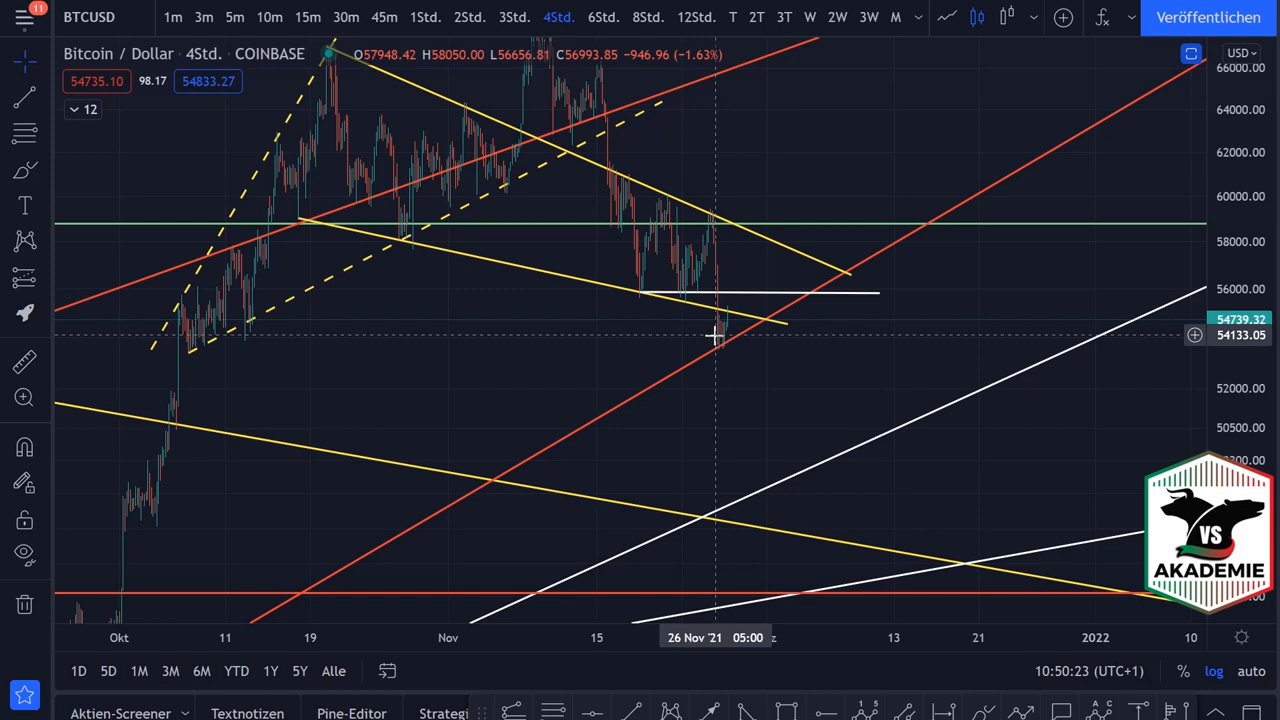 11
BTCUSD 1m 3m 5m 10m 15m 30m 45m 1Std. 2Std. 3Std. 4Std. 6Std. 8Std. 12Std. T 2T 3T W 2W 3W M
Veröffentlichen
Bitcoin / Dollar · 4Std. · COINBASE O57948.42 H58050.00 L56656.81 C56993.85 −946.96 (−1.63%)
USD
54735.10 98.17 54833.27
12
66000.00
64000.00
62000.00
60000.00
58000.00
56000.00
54739.32
54133.05
52000.00
50500.00
VS
AKADEMIE
Okt 11 19 Nov 15 26 Nov '21 05:00 13 21 2022 10
1D 5D 1M 3M 6M YTD 1Y 5Y Alle 10:50:23 (UTC+1) % log auto
Aktien-Screener Textnotizen Pine-Editor